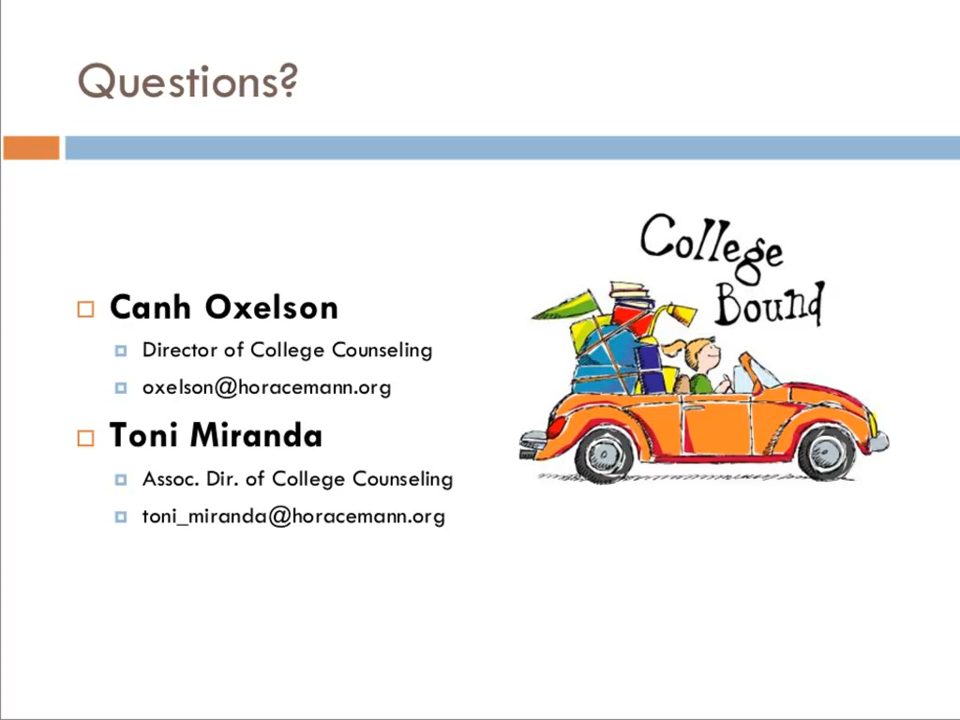 Questions?
College
Bound
Canh Oxelson
Director of College Counseling
oxelson@horacemann.org
Toni Miranda
Assoc. Dir. of College Counseling
toni_miranda@horacemann.org